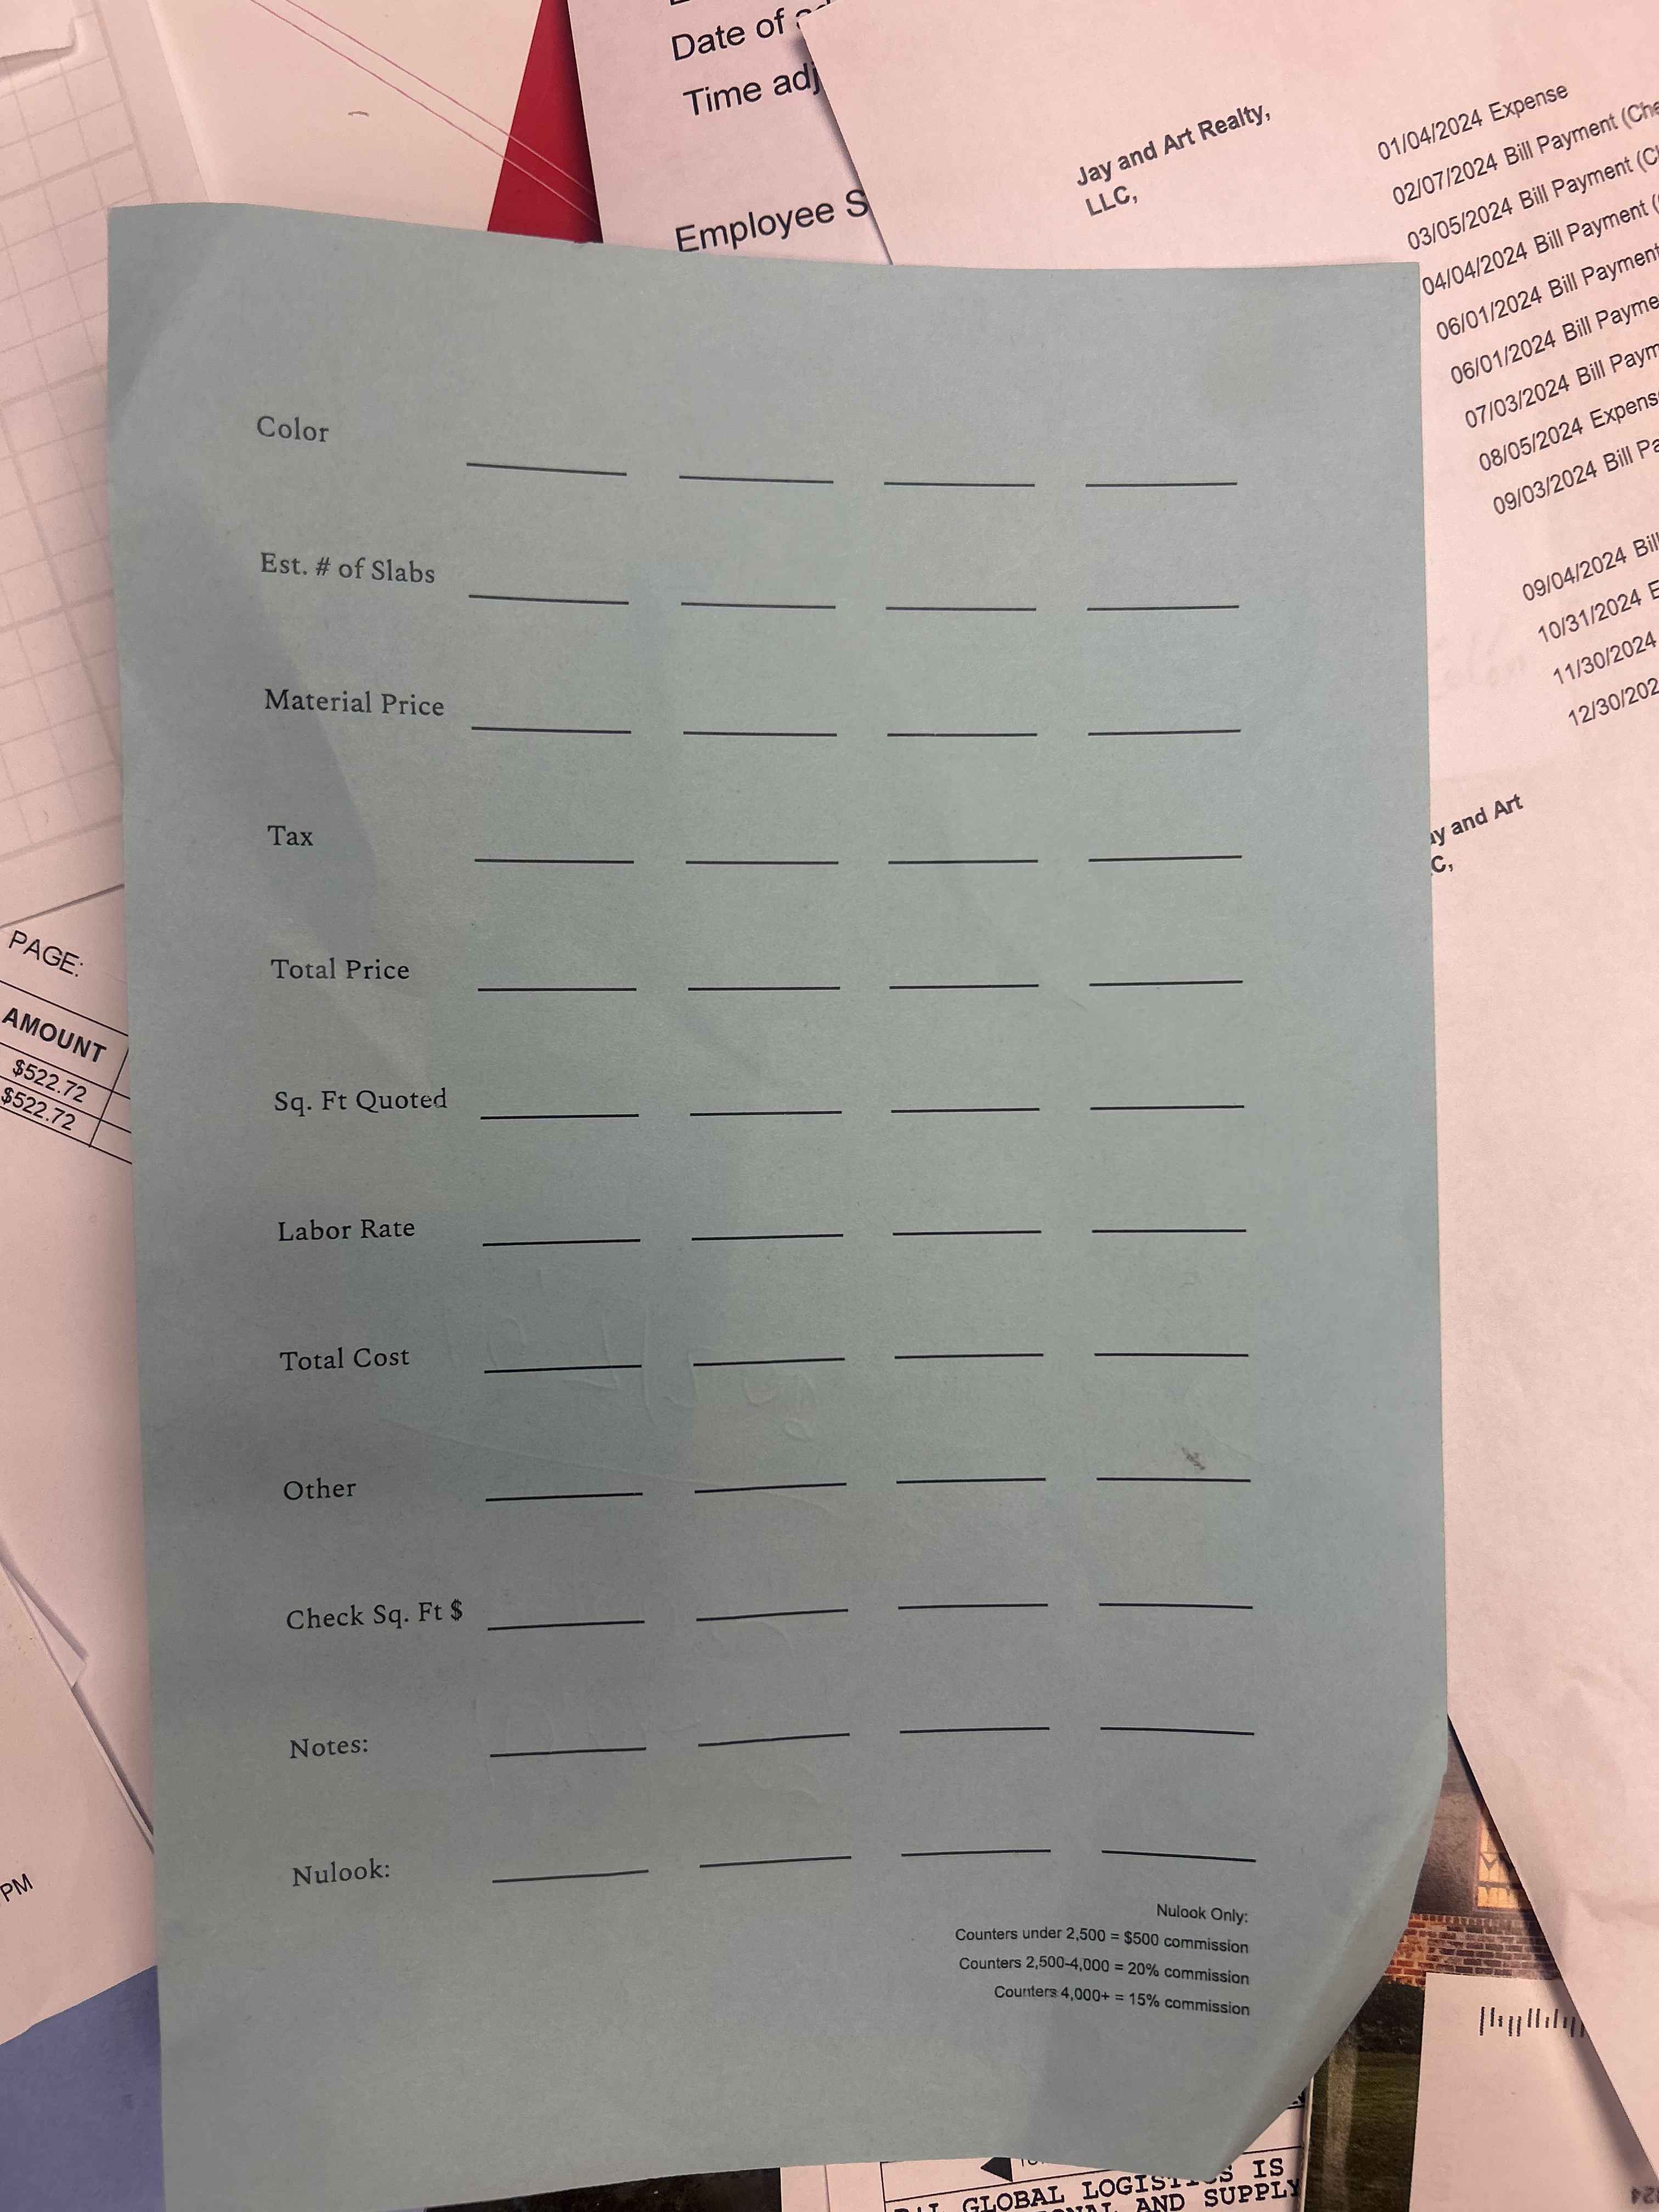 Date of
Time adj
Employee S
Jay and Art Realty,
LLC,
01/04/2024 Expense
02/07/2024 Bill Payment
03/05/2024 Bill Payment
04/04/2024 Bill Payment
06/01/2024 Bill Payment
06/01/2024 Bill Payme
07/03/2024 Bill Paym
08/05/2024 Expens
09/03/2024 Bill Pa
09/04/2024 Bil
10/31/2024 E
11/30/2024
12/30/202
ay and Art
C,
PAGE:
AMOUNT
$522.72
$522.72
PM
Color
Est. # of Slabs
Material Price
Tax
Total Price
Sq. Ft Quoted
Labor Rate
Total Cost
Other
Check Sq. Ft $
Notes:
Nulook:
Nulook Only:
Counters under 2,500 = $500 commission
Counters 2,500-4,000 = 20% commission
Counters 4,000+ = 15% commission
GLOBAL LOGISTICS IS
AND SUPPLY